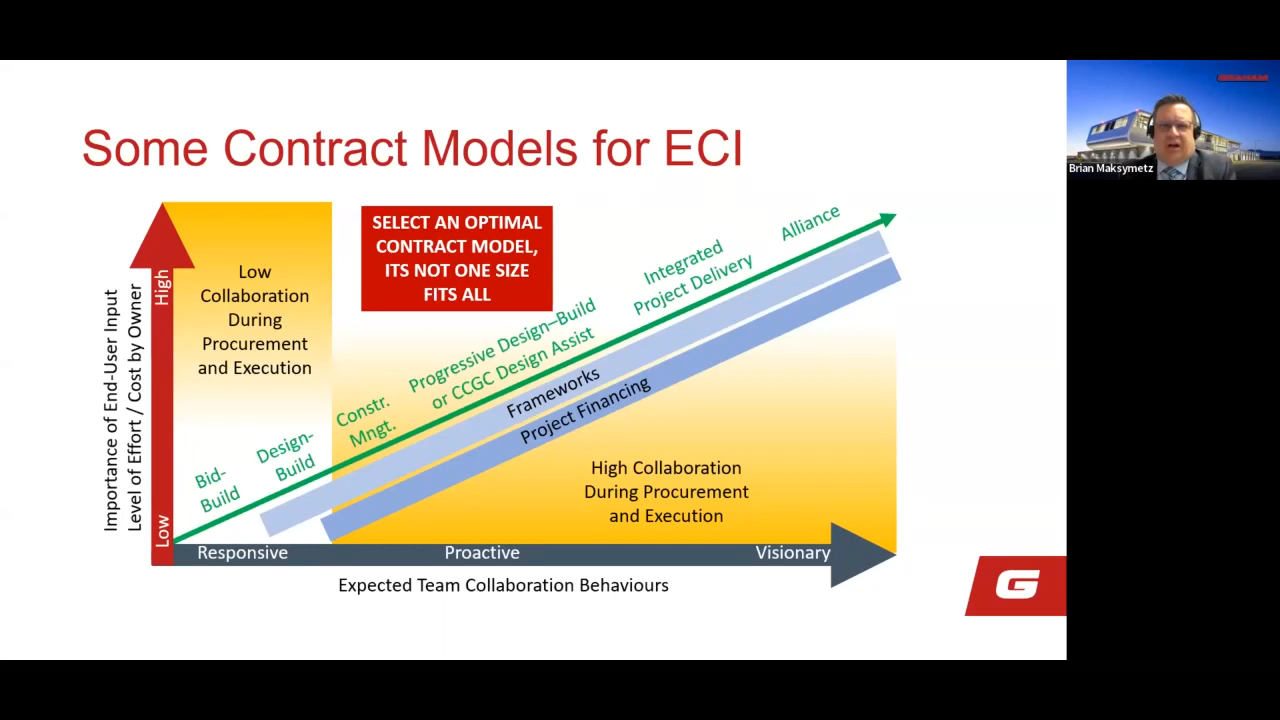 Some Contract Models for ECI
SELECT AN OPTIMAL
CONTRACT MODEL,
ITS NOT ONE SIZE
FITS ALL
Low
Collaboration
During
Procurement
and Execution
Importance of End-User Input
Level of Effort / Cost by Owner
High
Low
Bid-
Build
Design-
Build
Constr.
Mngt.
Progressive Design–Build
or CCGC Design Assist
Integrated
Project Delivery
Alliance
Frameworks
Project Financing
High Collaboration
During Procurement
and Execution
Responsive
Proactive
Visionary
Expected Team Collaboration Behaviours
G
Brian Maksymetz